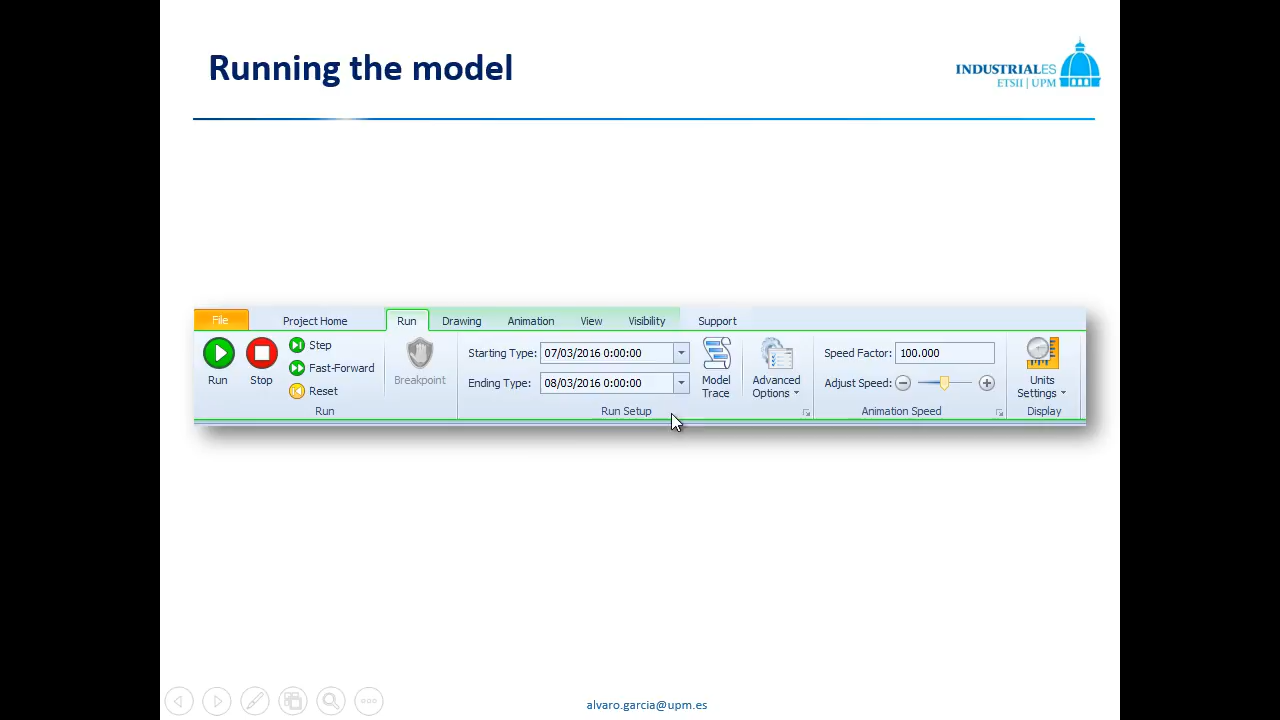 Running the model
INDUSTRIALES
ETSII | UPM
File Project Home Run Drawing Animation View Visibility Support
Run Stop Step Fast-Forward Reset
Run
Breakpoint
Starting Type: 07/03/2016 0:00:00
Ending Type: 08/03/2016 0:00:00
Model Trace
Advanced Options
Run Setup
Speed Factor: 100.000
Adjust Speed:
Animation Speed
Units Settings
Display
alvaro.garcia@upm.es